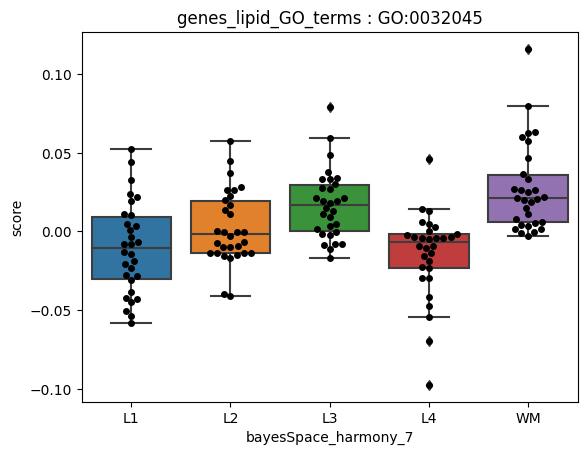 genes_lipid_GO_terms : GO:0032045
0.10
0.05
0.00
−0.05
−0.10
score
L1 L2 L3 L4 WM
bayesSpace_harmony_7